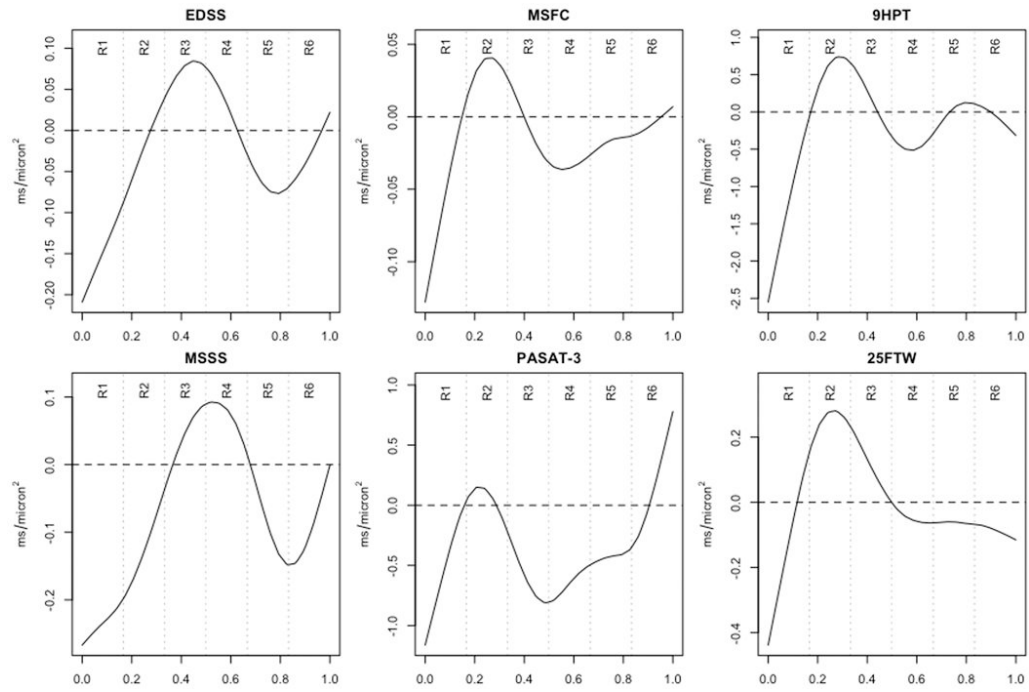 EDSS
R1 R2 R3 R4 R5 R6
ms/micron²
0.10
0.05
0.00
-0.05
-0.10
-0.15
-0.20
0.0 0.2 0.4 0.6 0.8 1.0
MSFC
R1 R2 R3 R4 R5 R6
ms/micron²
0.05
0.00
-0.05
-0.10
0.0 0.2 0.4 0.6 0.8 1.0
9HPT
R1 R2 R3 R4 R5 R6
ms/micron²
1.0
0.5
0.0
-0.5
-1.0
-1.5
-2.0
-2.5
0.0 0.2 0.4 0.6 0.8 1.0
MSSS
R1 R2 R3 R4 R5 R6
ms/micron²
0.1
0.0
-0.1
-0.2
0.0 0.2 0.4 0.6 0.8 1.0
PASAT-3
R1 R2 R3 R4 R5 R6
ms/micron²
1.0
0.5
0.0
-0.5
-1.0
0.0 0.2 0.4 0.6 0.8 1.0
25FTW
R1 R2 R3 R4 R5 R6
ms/micron²
0.2
0.0
-0.2
-0.4
0.0 0.2 0.4 0.6 0.8 1.0